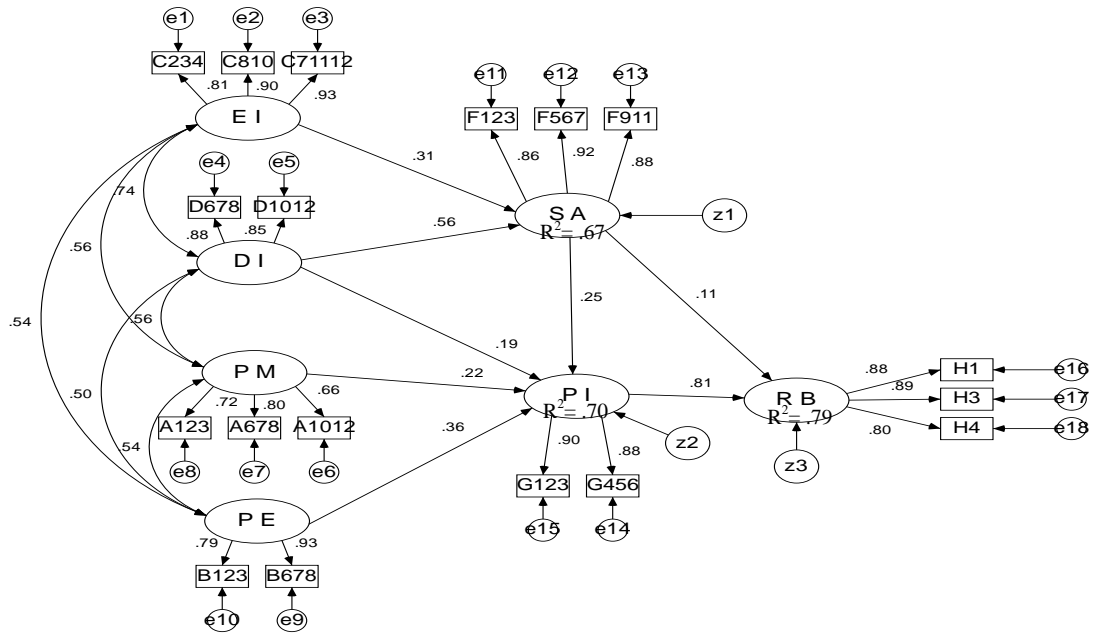 e1 e2 e3
C234 C810 C71112
.81 .90 .93
E I
e11 e12 e13
F123 F567 F911
.86 .92 .88
.31
e4 e5
.74
D678 D1012
.88 .85
.56
S A
R²= .67
z1
.56
D I
.25
.11
.54
.56
.19
P M
.22
.72 .80 .66
.50
P I
R²= .70
.81
R B
R²= .79
.88 H1 e16
.89 H3 e17
.80 H4 e18
A123 A678 A1012
e8 e7 e6
.54
.36
.90 .88
z2
z3
G123 G456
e15 e14
P E
.79 .93
B123 B678
e10 e9